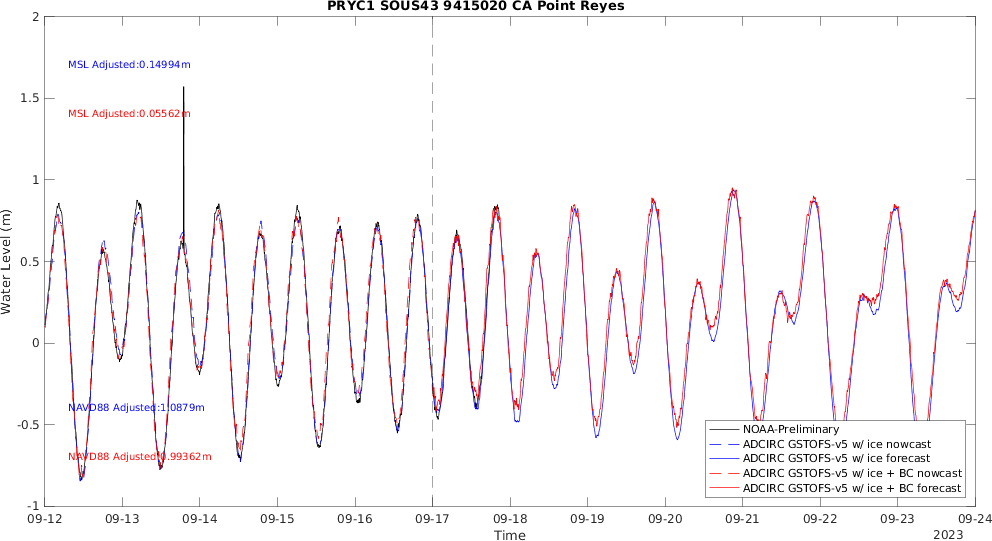 PRYC1 SOUS43 9415020 CA Point Reyes
2
MSL Adjusted:0.14994m
1.5
MSL Adjusted:0.05562m
1
Water Level (m)
0.5
0
NAVD88 Adjusted:1.0879m
-0.5
NAVD88 Adjusted:0.99362m
-1
NOAA-Preliminary
ADCIRC GSTOFS-v5 w/ ice nowcast
ADCIRC GSTOFS-v5 w/ ice forecast
ADCIRC GSTOFS-v5 w/ ice + BC nowcast
ADCIRC GSTOFS-v5 w/ ice + BC forecast
09-12 09-13 09-14 09-15 09-16 09-17 09-18 09-19 09-20 09-21 09-22 09-23 09-24
Time
2023